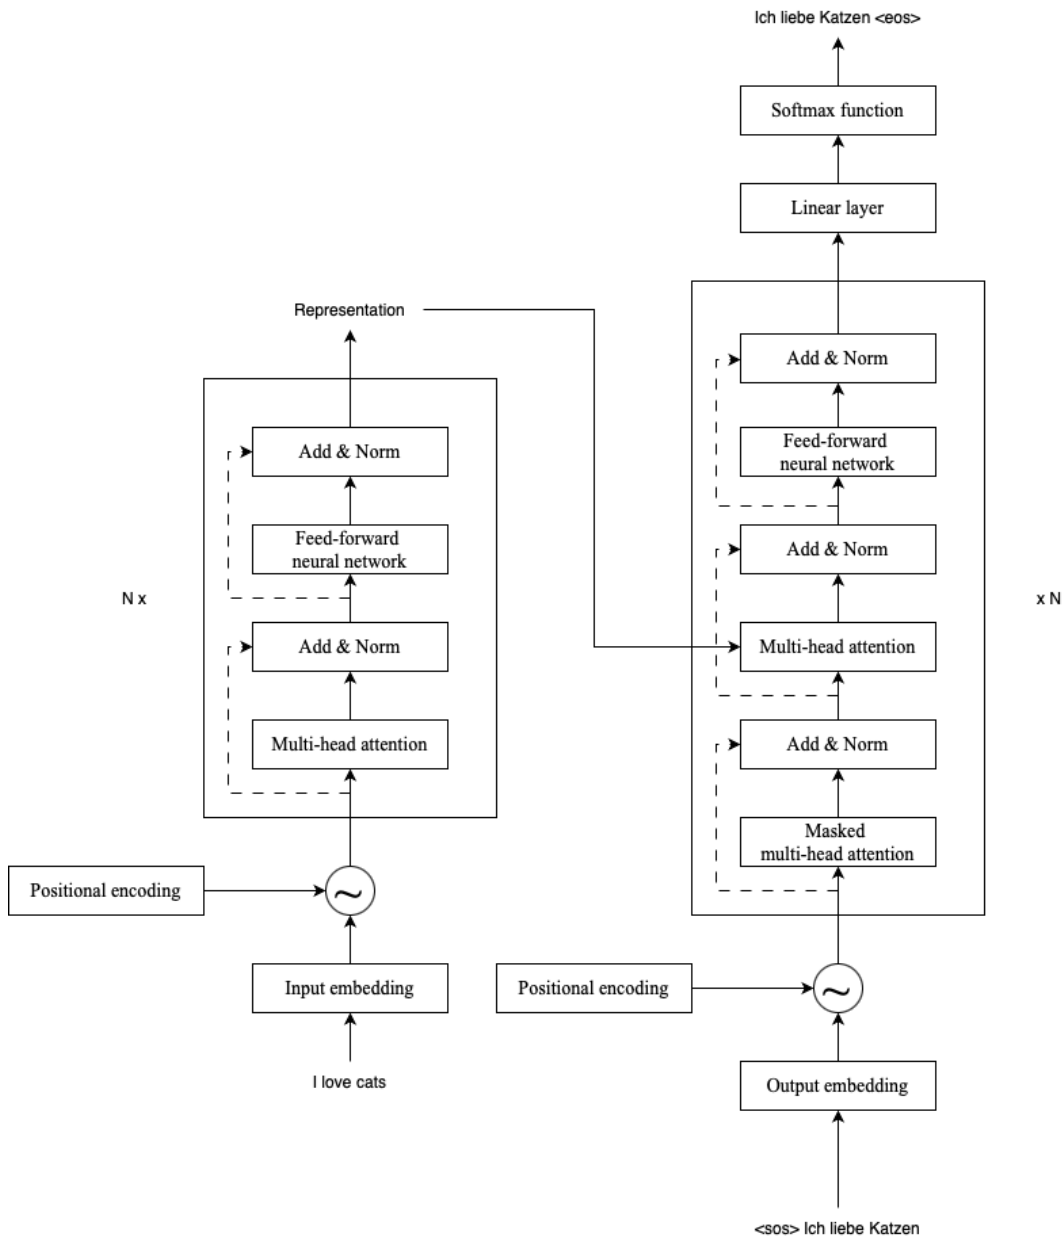 Ich liebe Katzen <eos>
Softmax function
Linear layer
Representation
Add & Norm
Feed-forward
neural network
Add & Norm
Multi-head attention
N x
Positional encoding
~
Input embedding
I love cats
Add & Norm
Feed-forward
neural network
Add & Norm
Multi-head attention
Add & Norm
Masked
multi-head attention
x N
Positional encoding
~
Output embedding
<sos> Ich liebe Katzen